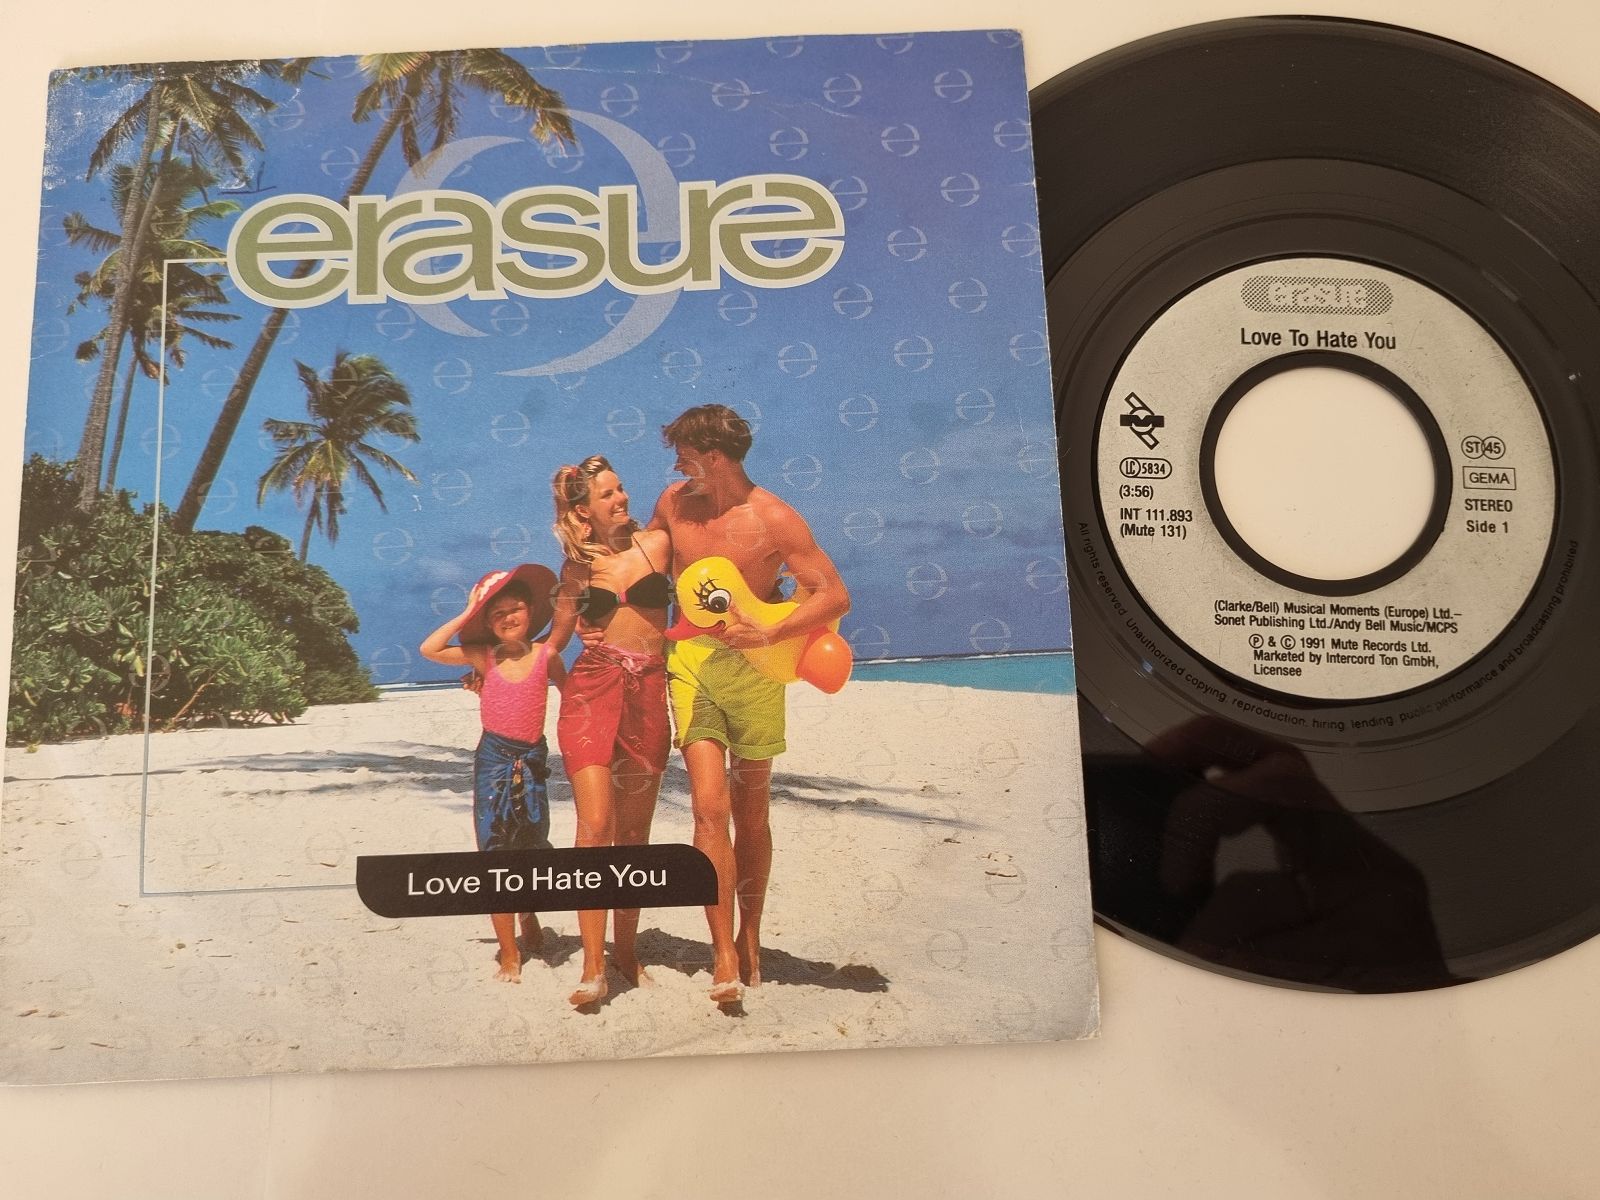 erasure
Love To Hate You
erasure
Love To Hate You
LC 5834
(3:56)
INT 111.893
(Mute 131)
ST 45
GEMA
STEREO
Side 1
(Clarke/Bell) Musical Moments (Europe) Ltd.–
Sonet Publishing Ltd./Andy Bell Music/MCPS
Ⓟ & © 1991 Mute Records Ltd.
Marketed by Intercord Ton GmbH,
Licensee
All rights reserved. Unauthorized copying, reproduction, hiring, lending, public performance and broadcasting prohibited